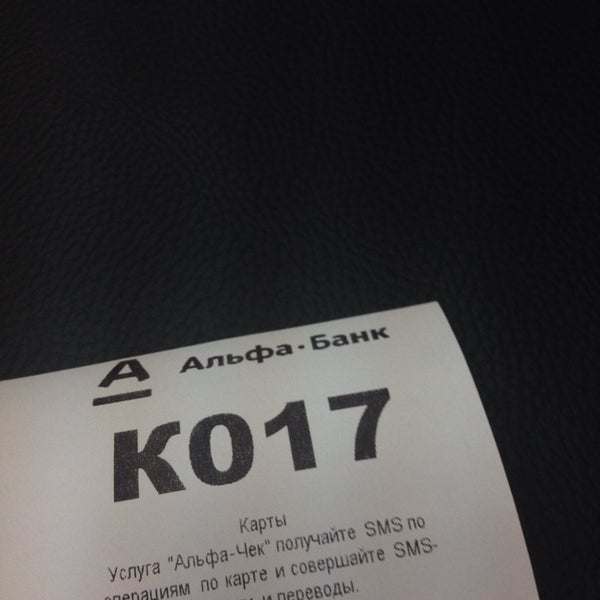 А Альфа·Банк
К017
Карты
Услуга "Альфа-Чек" получайте SMS по
операциям по карте и совершайте SMS-
и переводы.